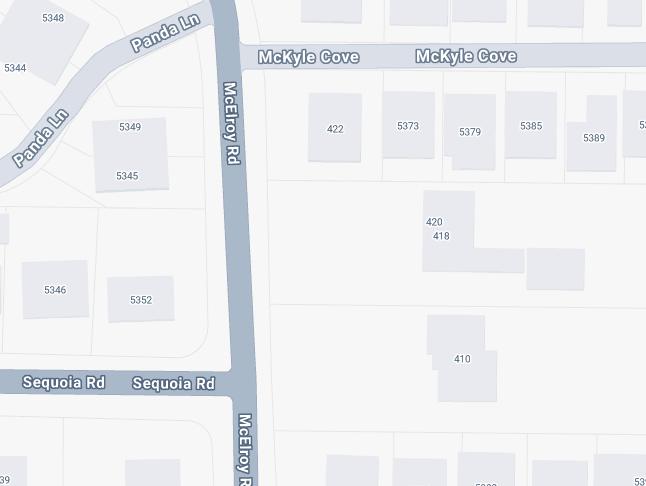 5348
Panda Ln
5344
McKyle Cove
McKyle Cove
McElroy Rd
Panda Ln
5349
5345
422
5373
5379
5385
5389
420
418
5346
5352
410
Sequoia Rd
Sequoia Rd
McElroy R
39